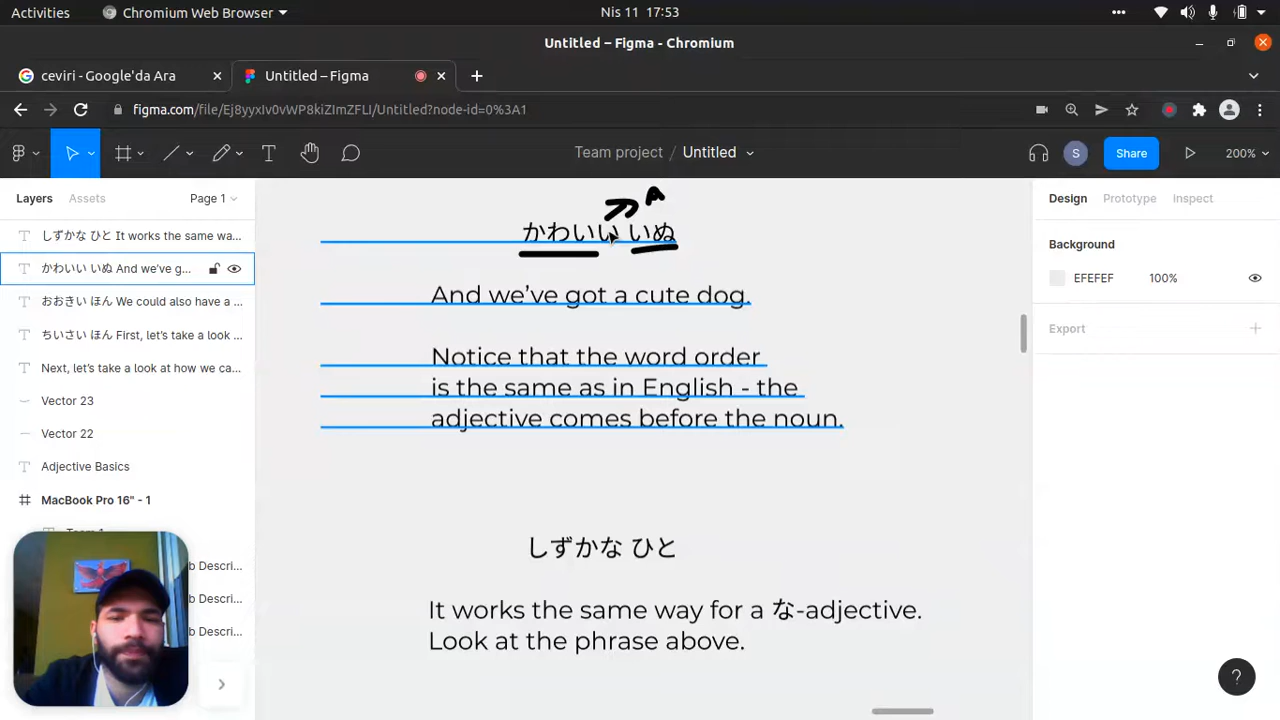 Activities
Chromium Web Browser
Nis 11 17:53
Untitled – Figma - Chromium
ceviri - Google'da Ara
Untitled – Figma
figma.com/file/Ej8yyxIv0vWP8kiZImZFLI/Untitled?node-id=0%3A1
Team project / Untitled
S
Share
200%
Layers
Assets
Page 1
しずかな ひと It works the same wa...
かわいい いぬ And we've g...
おおきい ほん We could also have a ...
ちいさい ほん First, let's take a look ...
Next, let's take a look at how we ca...
Vector 23
Vector 22
Adjective Basics
MacBook Pro 16" - 1
b Descri...
b Descri...
b Descri...
A
かわいい いぬ
And we've got a cute dog.
Notice that the word order
is the same as in English - the
adjective comes before the noun.
しずかな ひと
It works the same way for a な-adjective.
Look at the phrase above.
Design
Prototype
Inspect
Background
EFEFEF
100%
Export
?